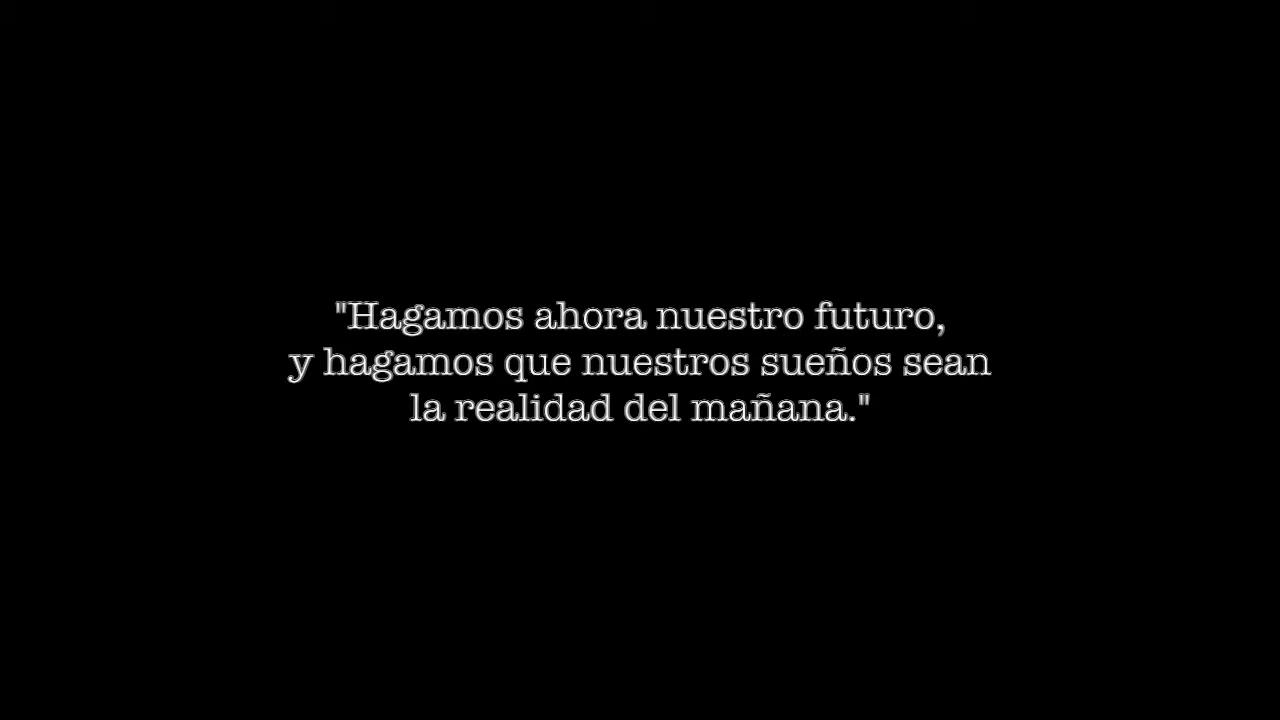 "Hagamos ahora nuestro futuro,
y hagamos que nuestros sueños sean
la realidad del mañana."